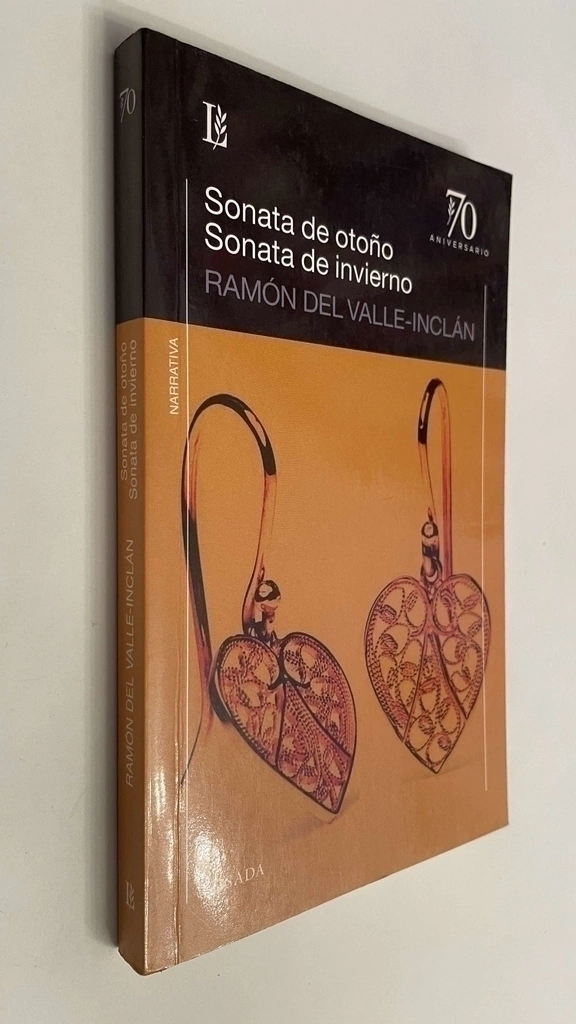 70
Sonata de otoño
Sonata de invierno
RAMÓN DEL VALLE-INCLÁN
L
70
ANIVERSARIO
Sonata de otoño
Sonata de invierno
RAMÓN DEL VALLE-INCLÁN
NARRATIVA